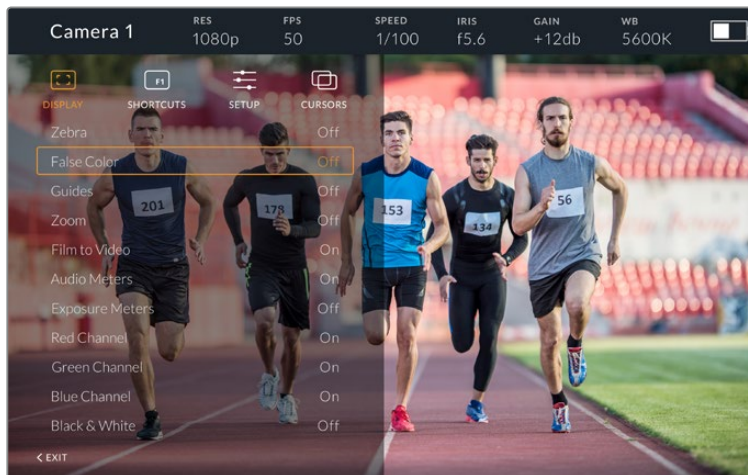 Camera 1
RES
1080p
FPS
50
SPEED
1/100
IRIS
f5.6
GAIN
+12db
WB
5600K
F1
DISPLAY
SHORTCUTS
SETUP
CURSORS
Zebra Off
False Color Off
Guides Off
Zoom Off
Film to Video On
Audio Meters On
Exposure Meters Off
Red Channel On
Green Channel On
Blue Channel On
Black & White Off
< EXIT
201
178
153
134
56